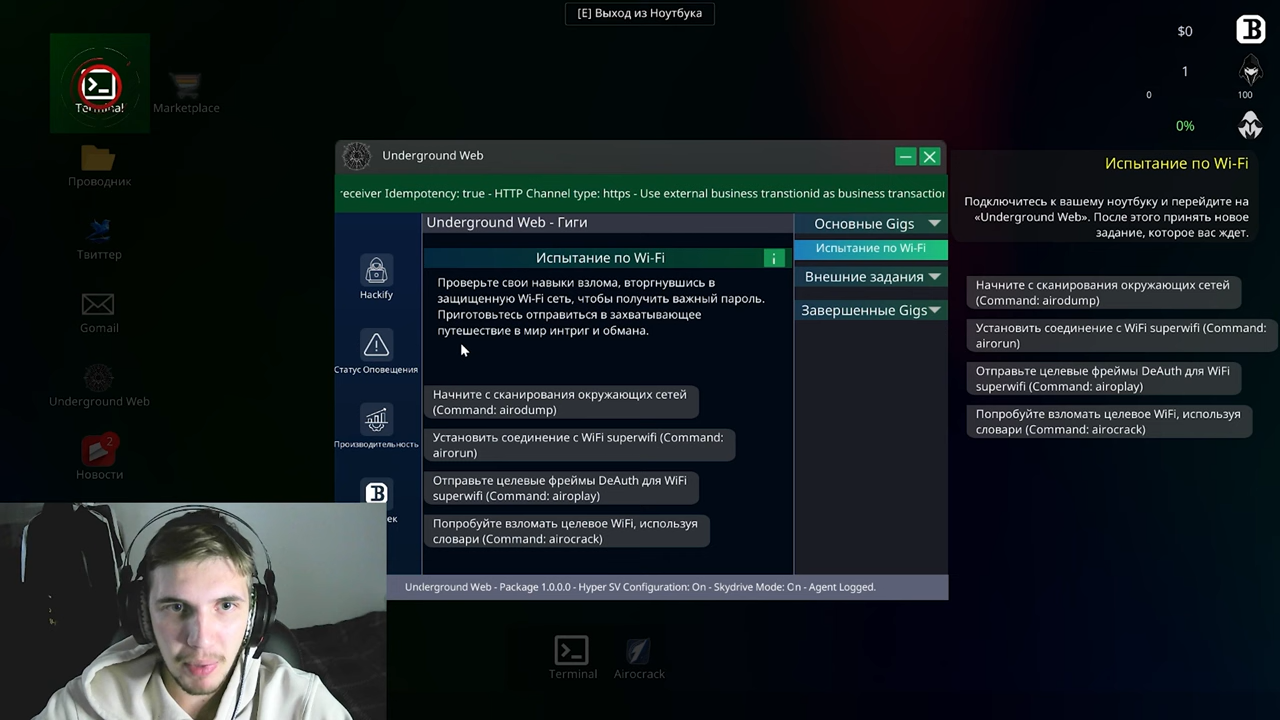 [E] Выход из Ноутбука
$0
1
0
100
0%
Terminal
Marketplace
Проводник
Твиттер
Gomail
Underground Web
2
Новости
Underground Web
receiver Idempotency: true - HTTP Channel type: https - Use external business transtionid as business transaction
Hackify
Статус Оповещения
Производительность
B
Underground Web - Гиги
Испытание по Wi-Fi
i
Проверьте свои навыки взлома, вторгнувшись в
защищенную Wi-Fi сеть, чтобы получить важный пароль.
Приготовьтесь отправиться в захватывающее
путешествие в мир интриг и обмана.
Начните с сканирования окружающих сетей
(Command: airodump)
Установить соединение с WiFi superwifi (Command:
airorun)
Отправьте целевые фреймы DeAuth для WiFi
superwifi (Command: airoplay)
Попробуйте взломать целевое WiFi, используя
словари (Command: airocrack)
Основные Gigs
Испытание по Wi-Fi
Внешние задания
Завершенные Gigs
Underground Web - Package 1.0.0.0 - Hyper SV Configuration: On - Skydrive Mode: On - Agent Logged.
B
Испытание по Wi-Fi
Подключитесь к вашему ноутбуку и перейдите на
«Underground Web». После этого принять новое
задание, которое вас ждет.
Начните с сканирования окружающих сетей
(Command: airodump)
Установить соединение с WiFi superwifi (Command:
airorun)
Отправьте целевые фреймы DeAuth для WiFi
superwifi (Command: airoplay)
Попробуйте взломать целевое WiFi, используя
словари (Command: airocrack)
Terminal
Airocrack